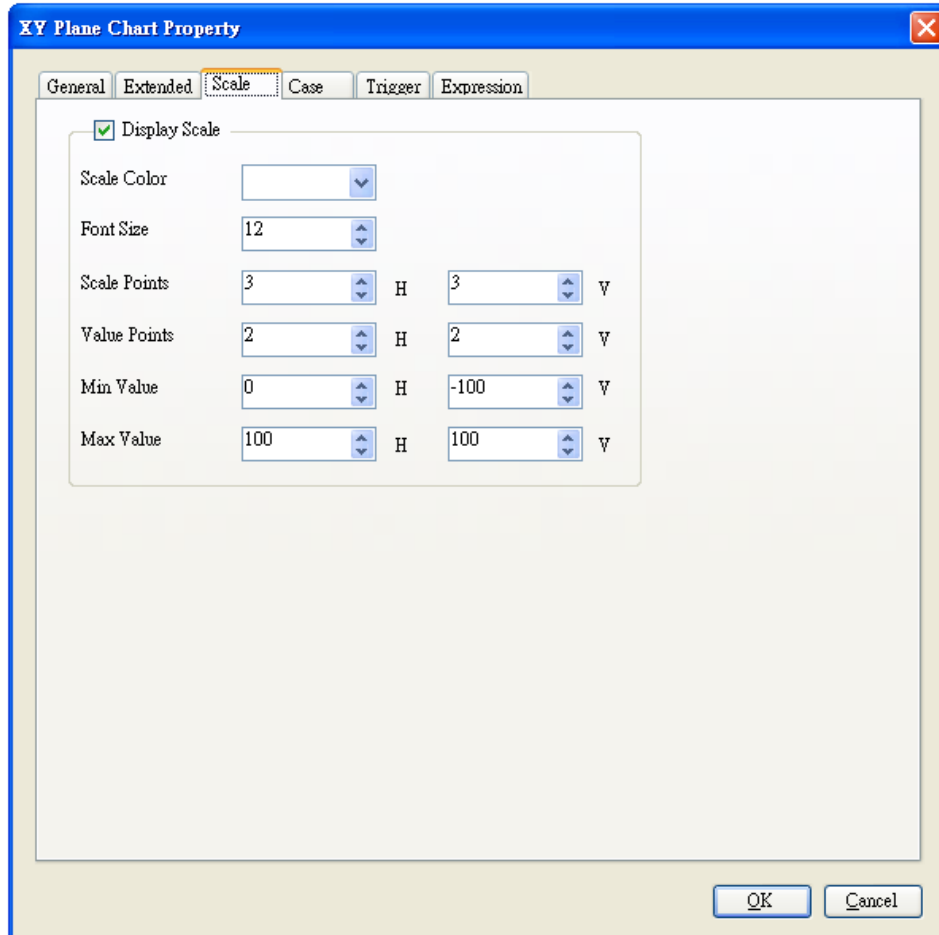 XY Plane Chart Property
General Extended Scale Case Trigger Expression
Display Scale
Scale Color
Font Size 12
Scale Points 3 H 3 V
Value Points 2 H 2 V
Min Value 0 H -100 V
Max Value 100 H 100 V
OK Cancel